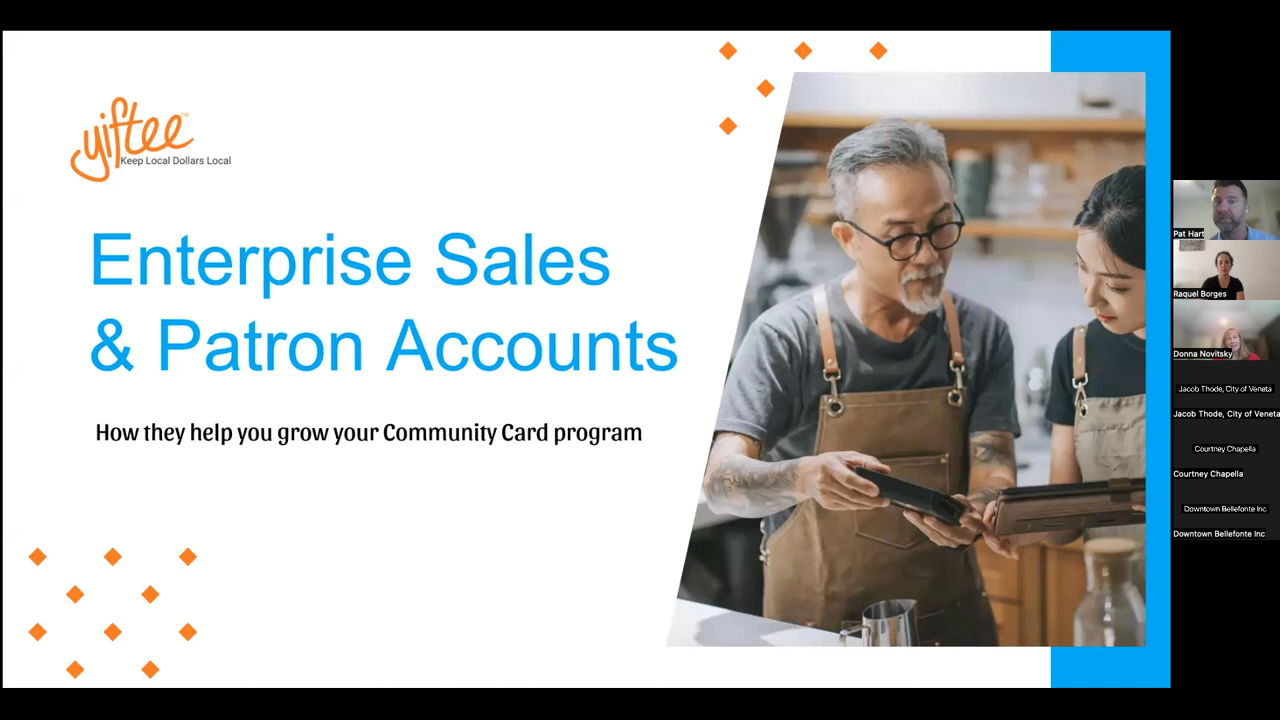 yiftee™
Keep Local Dollars Local
Enterprise Sales
& Patron Accounts
How they help you grow your Community Card program
Pat Hart
Raquel Borges
Donna Novitsky
Jacob Thode, City of Veneta
Jacob Thode, City of Veneta
Courtney Chapella
Courtney Chapella
Downtown Bellefonte Inc
Downtown Bellefonte Inc